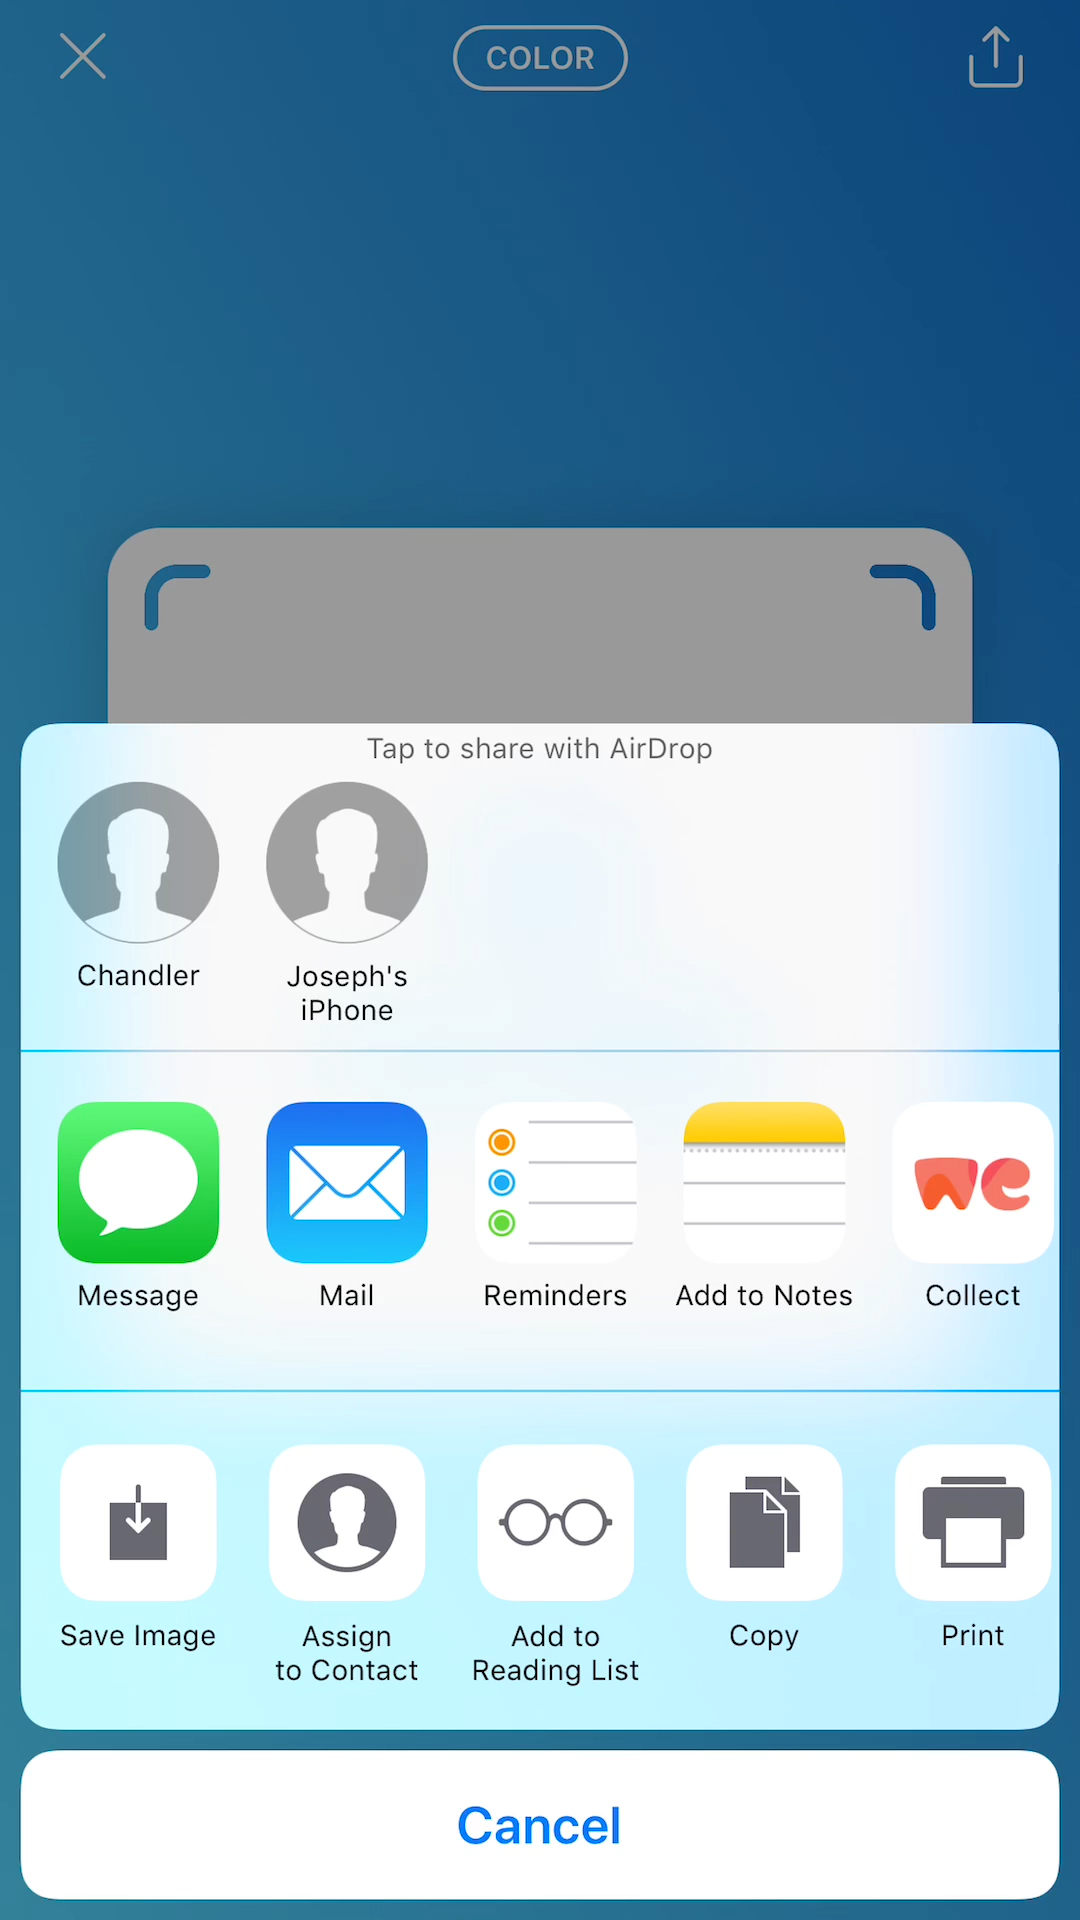 COLOR
Tap to share with AirDrop
Chandler
Joseph's
iPhone
Message
Mail
Reminders
Add to Notes
we
Collect
Save Image
Assign
to Contact
Add to
Reading List
Copy
Print
Cancel